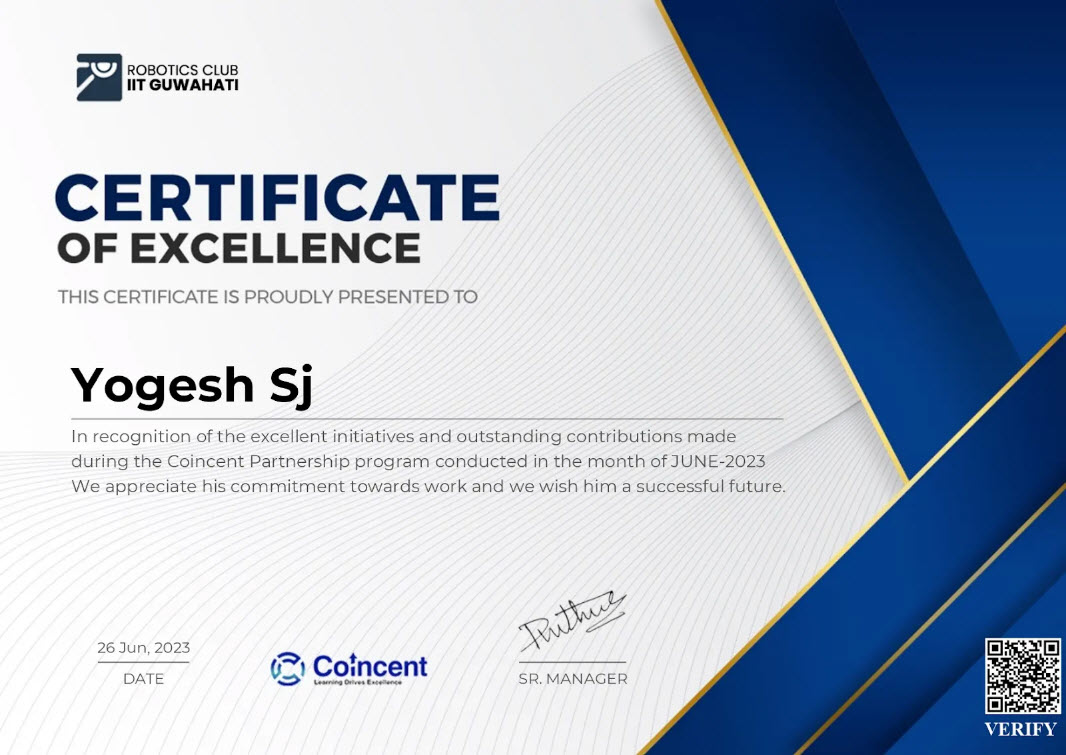 ROBOTICS CLUB
IIT GUWAHATI
CERTIFICATE
OF EXCELLENCE
THIS CERTIFICATE IS PROUDLY PRESENTED TO
Yogesh Sj
In recognition of the excellent initiatives and outstanding contributions made
during the Coincent Partnership program conducted in the month of JUNE-2023
We appreciate his commitment towards work and we wish him a successful future.
26 Jun, 2023
DATE
Coincent
Learning Drives Excellence
SR. MANAGER
VERIFY